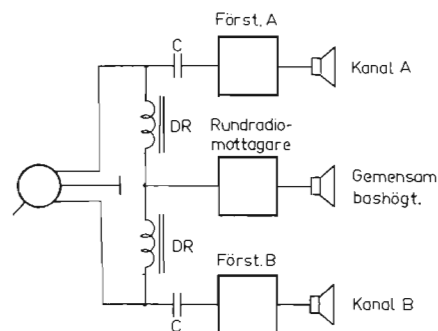 Först. A
C
Kanal A
DR
Rundradio-
mottagare
Gemensam
bashögt.
DR
Först. B
C
Kanal B